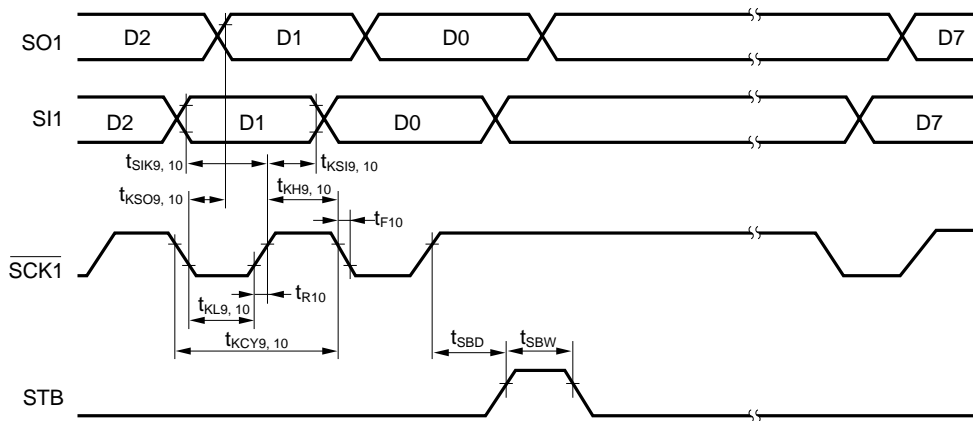 SO1 D2 D1 D0 D7
SI1 D2 D1 D0 D7
tSIK9, 10 tKSI9, 10
tKSO9, 10 tKH9, 10
tF10
SCK1
tR10
tKL9, 10
tKCY9, 10
tSBD tSBW
STB